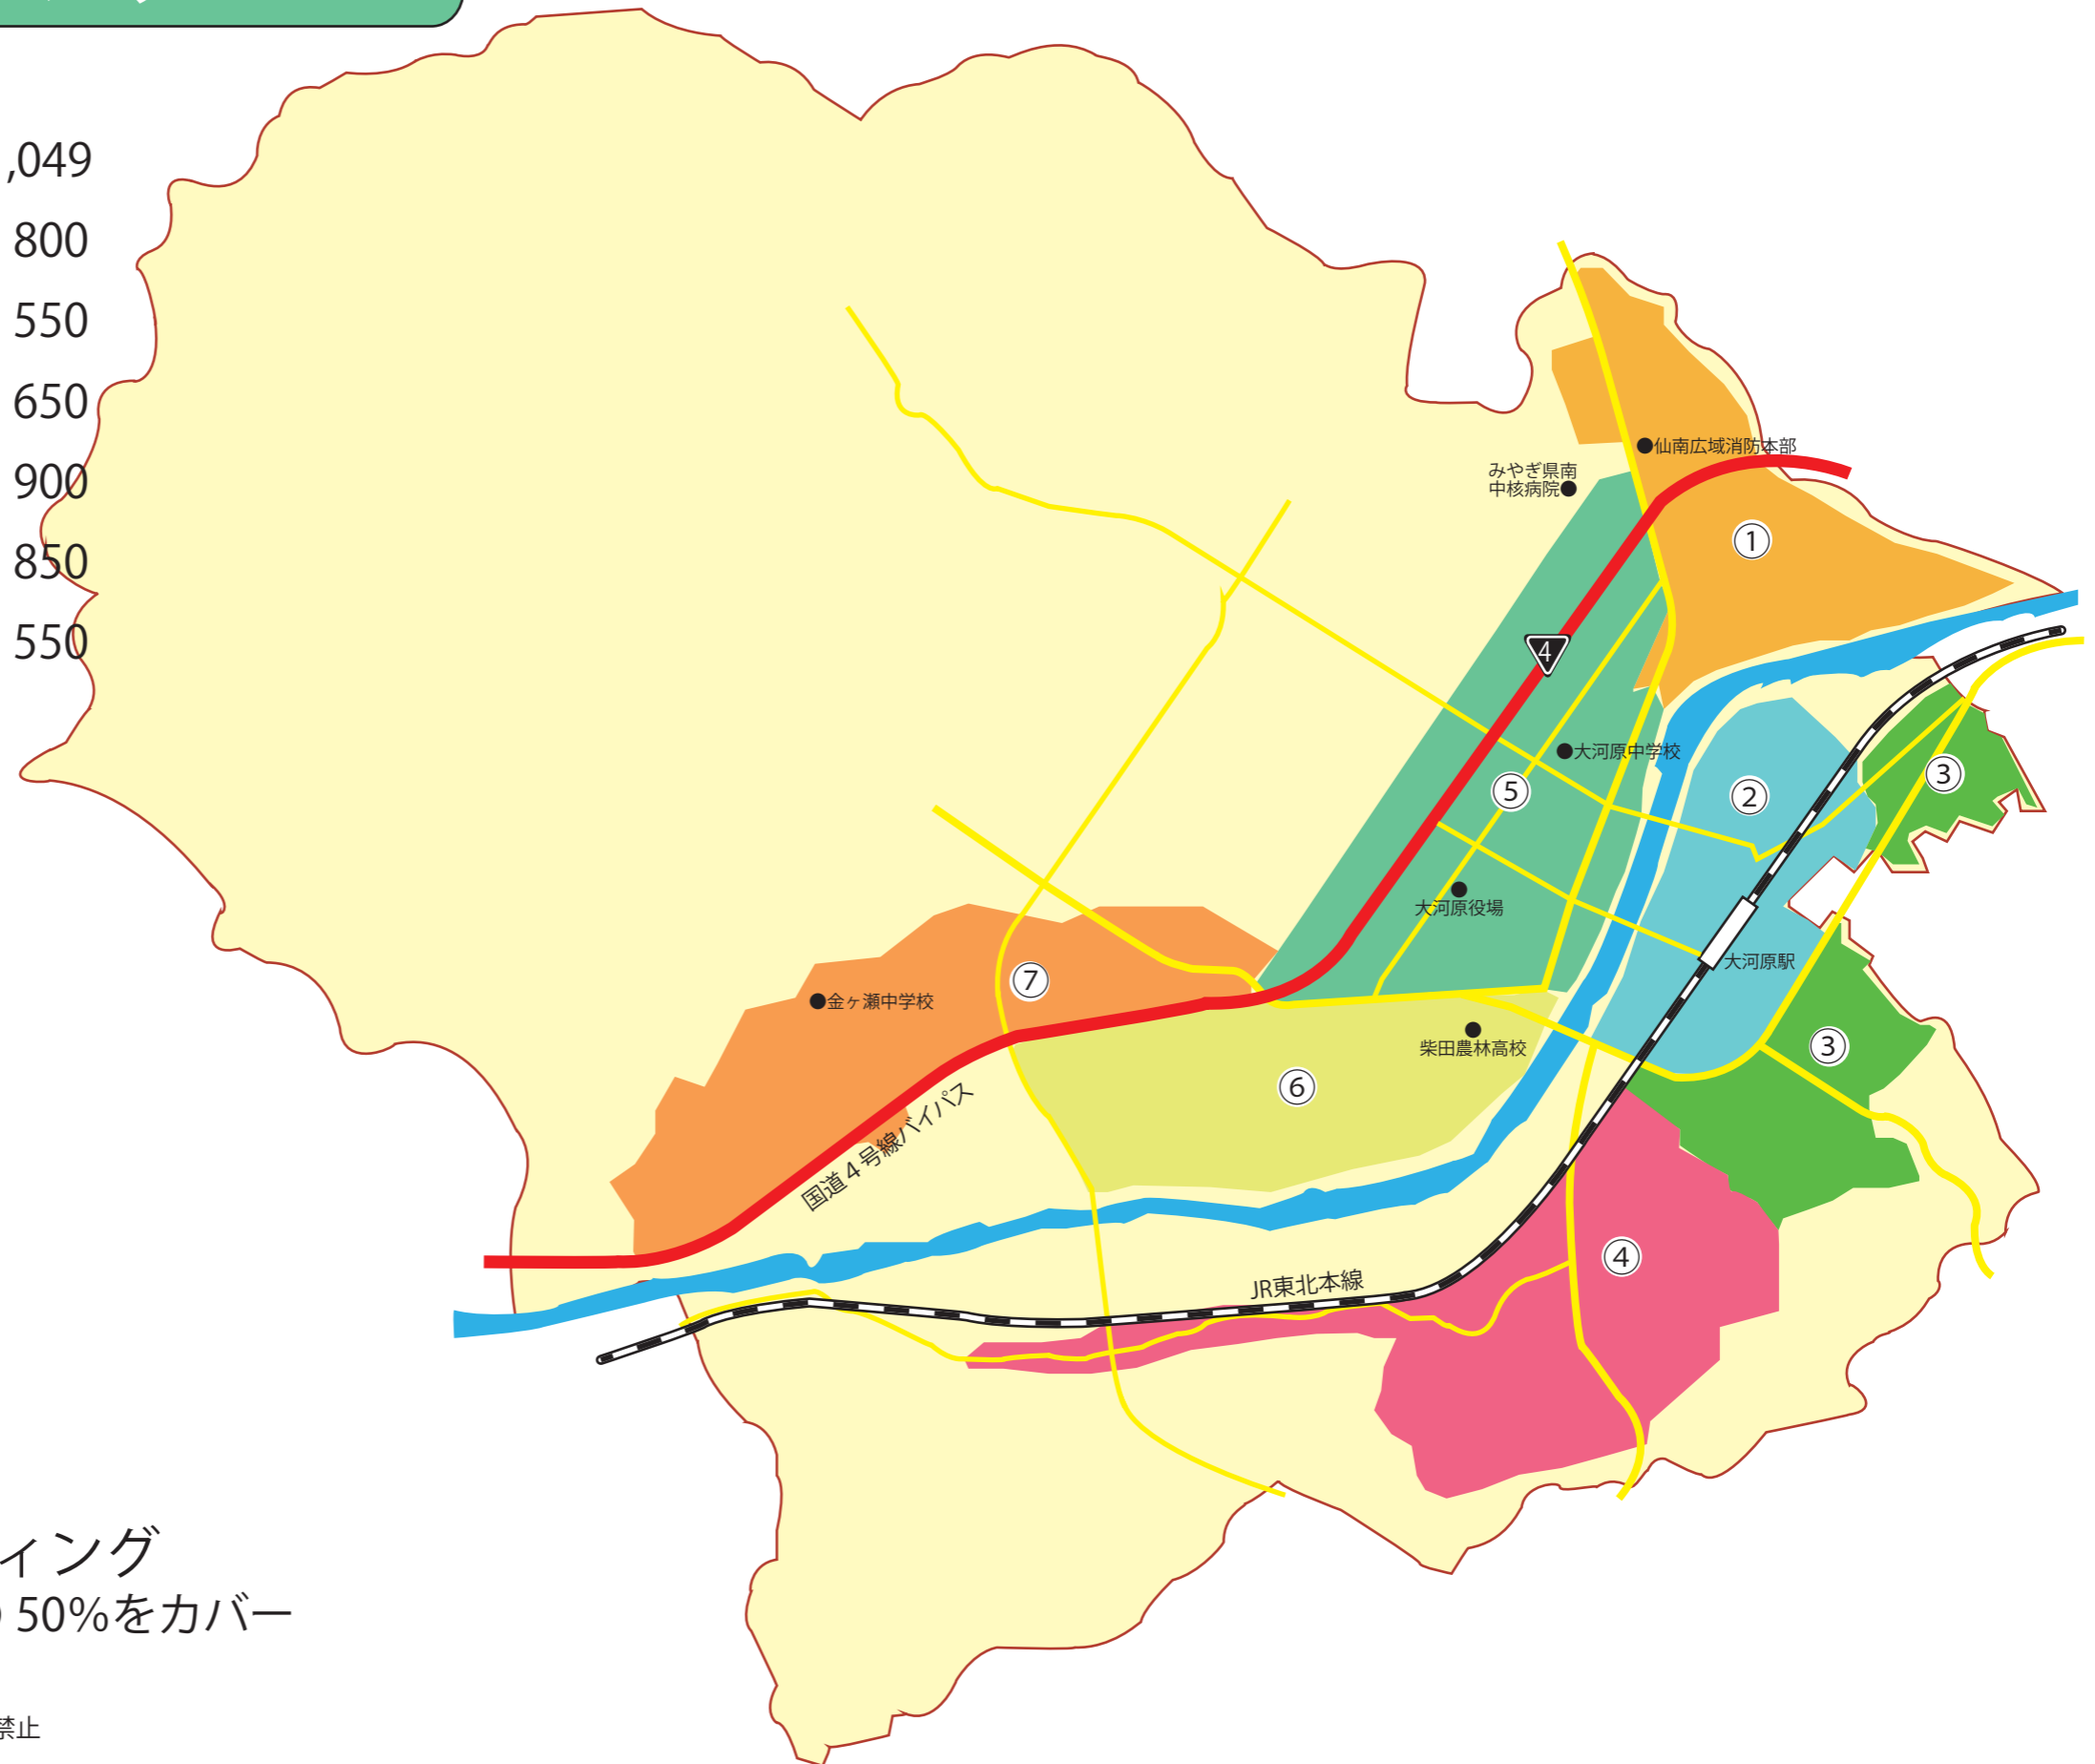 ,049
800
550
650
900
850
550
仙南広域消防本部
みやぎ県南
中核病院
①
4
大河原中学校
⑤
②
③
大河原役場
大河原駅
⑦
金ヶ瀬中学校
柴田農林高校
③
⑥
国道4号線バイパス
④
JR東北本線
ィング
50%をカバー
禁止